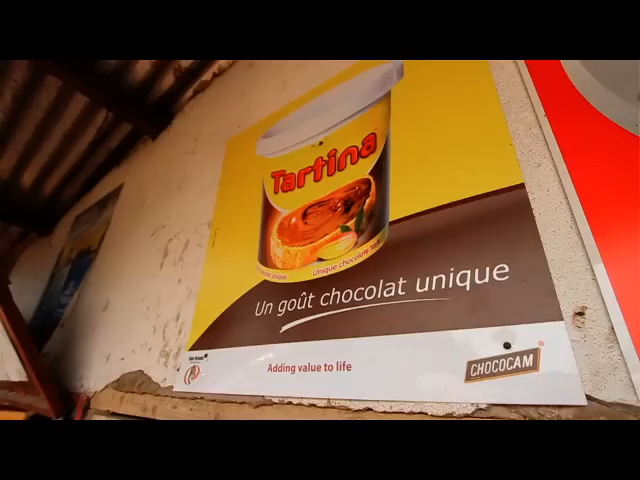 Tartina
Unique chocolate taste
Un goût chocolat unique
Adding value to life
CHOCOCAM